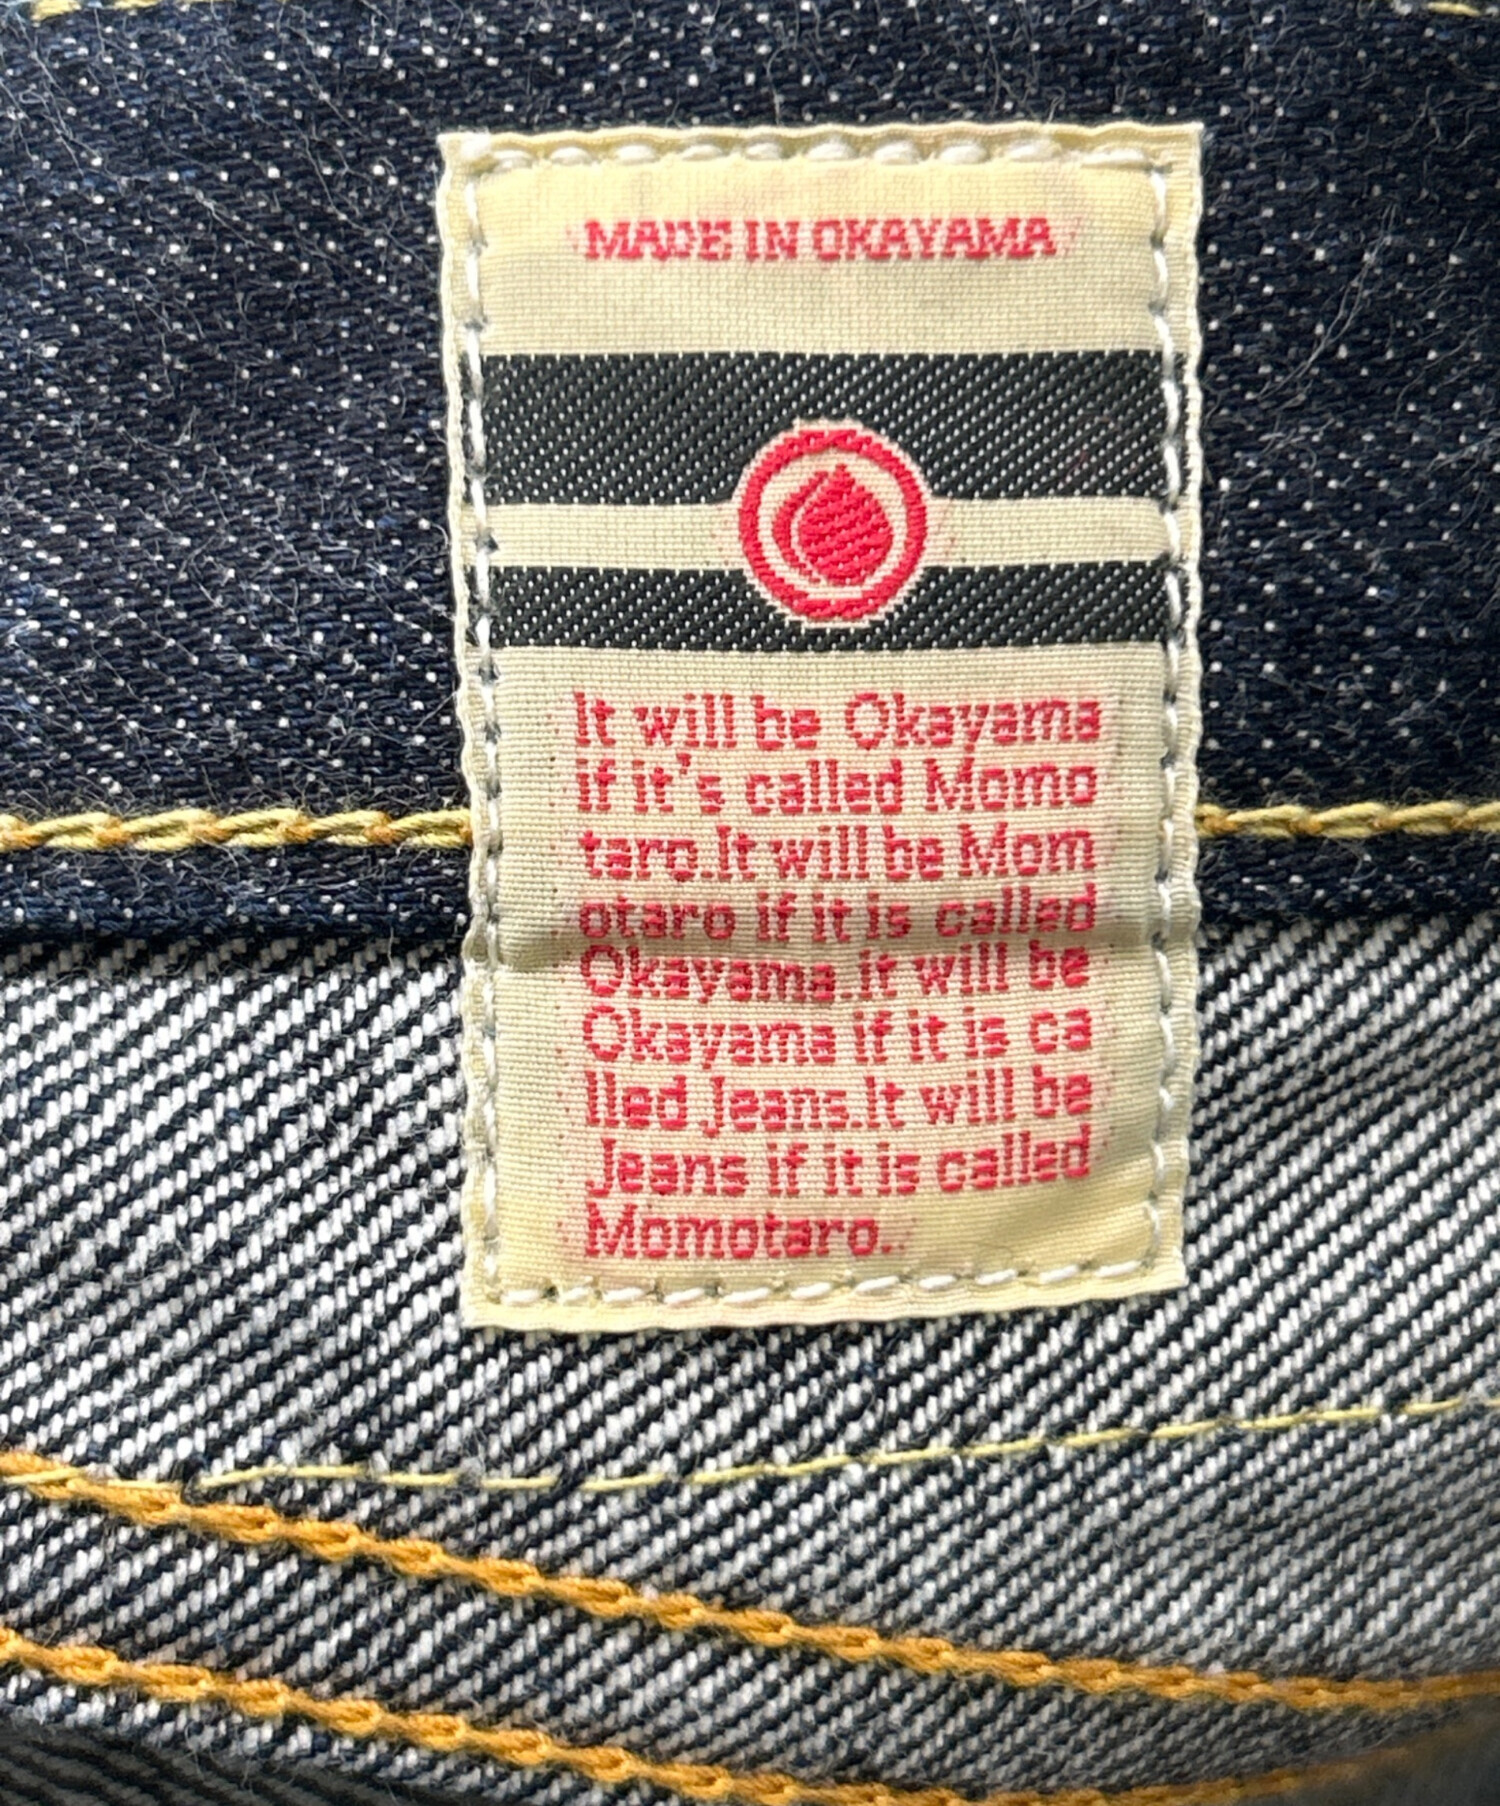 MADE IN OKAYAMA
It will be Okayama
if it's called Momo
taro.It will be Mom
otaro if it is called
Okayama.it will be
Okayama if it is ca
lled Jeans.It will be
Jeans if it is called
Momotaro.